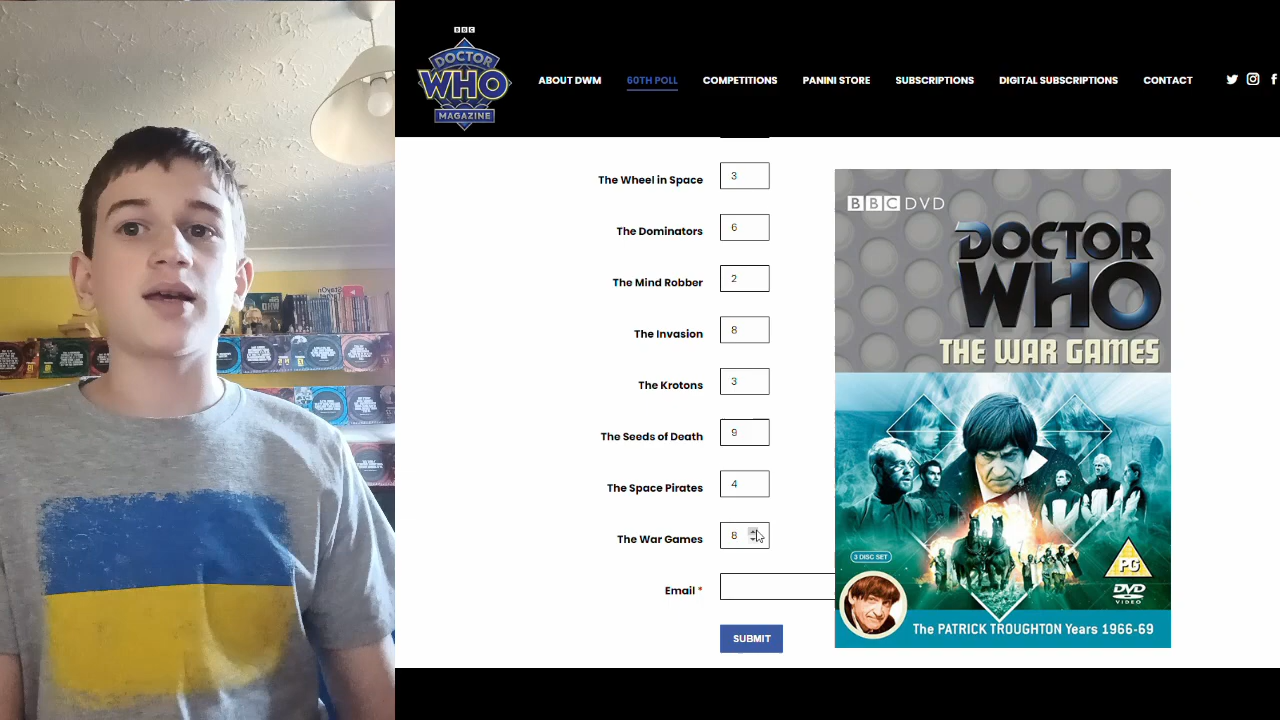 BBC
DOCTOR
WHO
MAGAZINE
ABOUT DWM
60TH POLL
COMPETITIONS
PANINI STORE
SUBSCRIPTIONS
DIGITAL SUBSCRIPTIONS
CONTACT
The Wheel in Space 3
The Dominators 6
The Mind Robber 2
The Invasion 8
The Krotons 3
The Seeds of Death 9
The Space Pirates 4
The War Games 8
Email *
SUBMIT
BBC DVD
DOCTOR
WHO
THE WAR GAMES
3 DISC SET
PG
DVD
VIDEO
The PATRICK TROUGHTON Years 1966-69